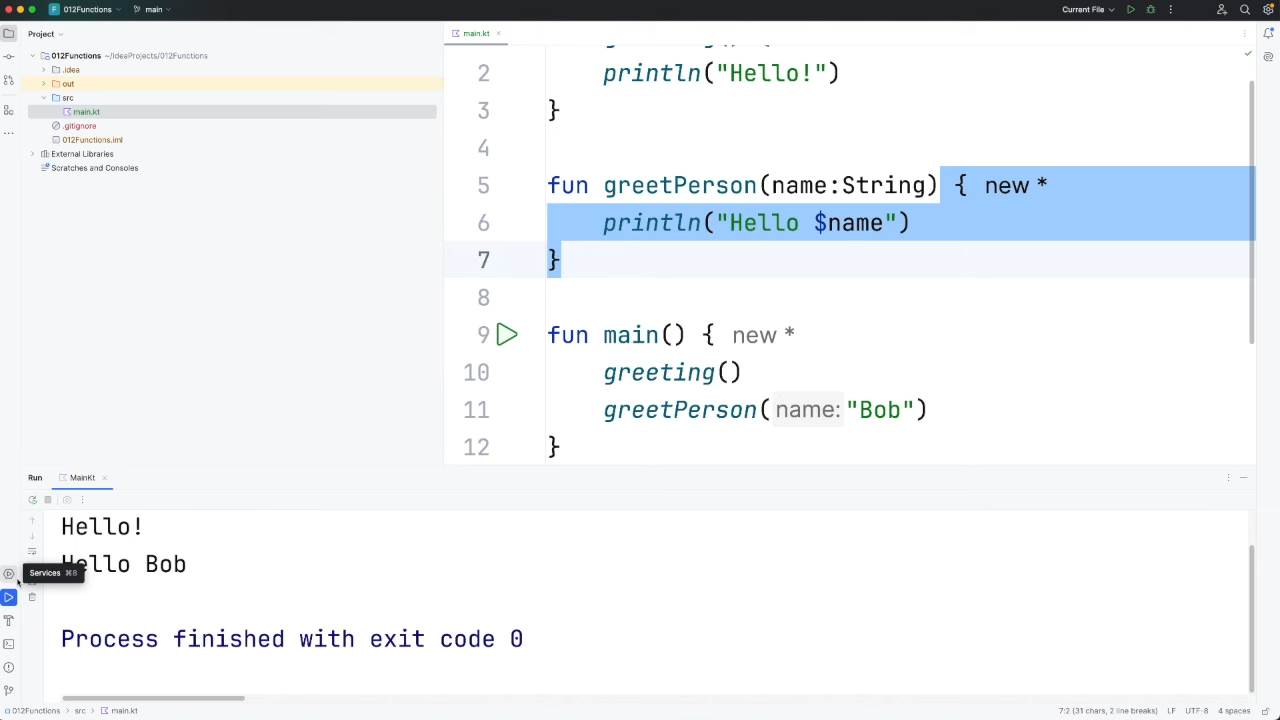 012Functions
main
Current File
Project
main.kt
012Functions ~/IdeaProjects/012Functions
.idea
out
src
main.kt
.gitignore
012Functions.iml
External Libraries
Scratches and Consoles
2 println("Hello!")
3 }
4
5 fun greetPerson(name:String) { new *
6 println("Hello $name")
7 }
8
9 fun main() { new *
10 greeting()
11 greetPerson(name:"Bob")
12 }
Run MainKt
Hello!
Hello Bob
Services ⌘8
Process finished with exit code 0
012Functions > src > main.kt
7:2 (31 chars, 2 line breaks) LF UTF-8 4 spaces